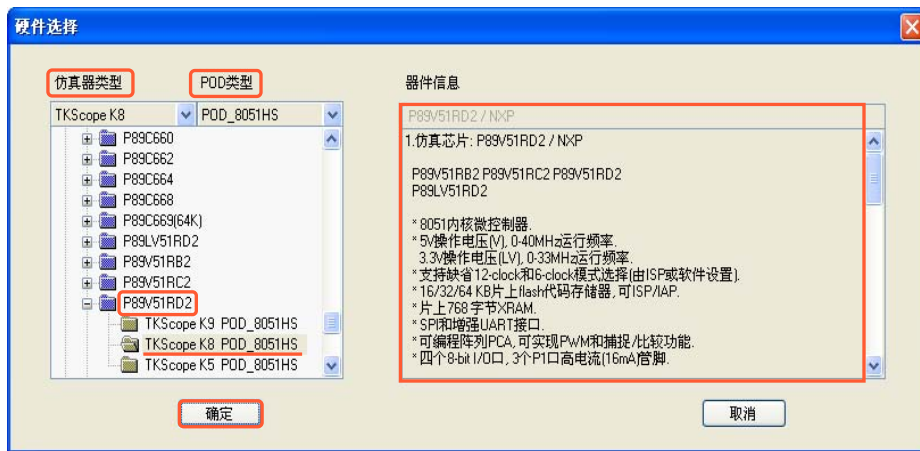 硬件选择
仿真器类型 POD类型 器件信息
TKScope K8 POD_8051HS
P89C660
P89C662
P89C664
P89C668
P89C669(64K)
P89LV51RD2
P89V51RB2
P89V51RC2
P89V51RD2
TKScope K9 POD_8051HS
TKScope K8 POD_8051HS
TKScope K5 POD_8051HS
P89V51RD2 / NXP
1.仿真芯片: P89V51RD2 / NXP
P89V51RB2 P89V51RC2 P89V51RD2
P89LV51RD2
* 8051内核微控制器.
* 5V操作电压(V), 0-40MHz运行频率.
3.3V操作电压(LV), 0-33MHz运行频率.
* 支持缺省12-clock和6-clock模式选择(由ISP或软件设置).
* 16/32/64 KB片上flash代码存储器, 可ISP/IAP.
* 片上768 字节XRAM.
* SPI和增强UART接口.
* 可编程阵列PCA, 可实现PWM和捕捉/比较功能.
* 四个8-bit I/O口, 3个P1口高电流(16mA)管脚.
确定 取消